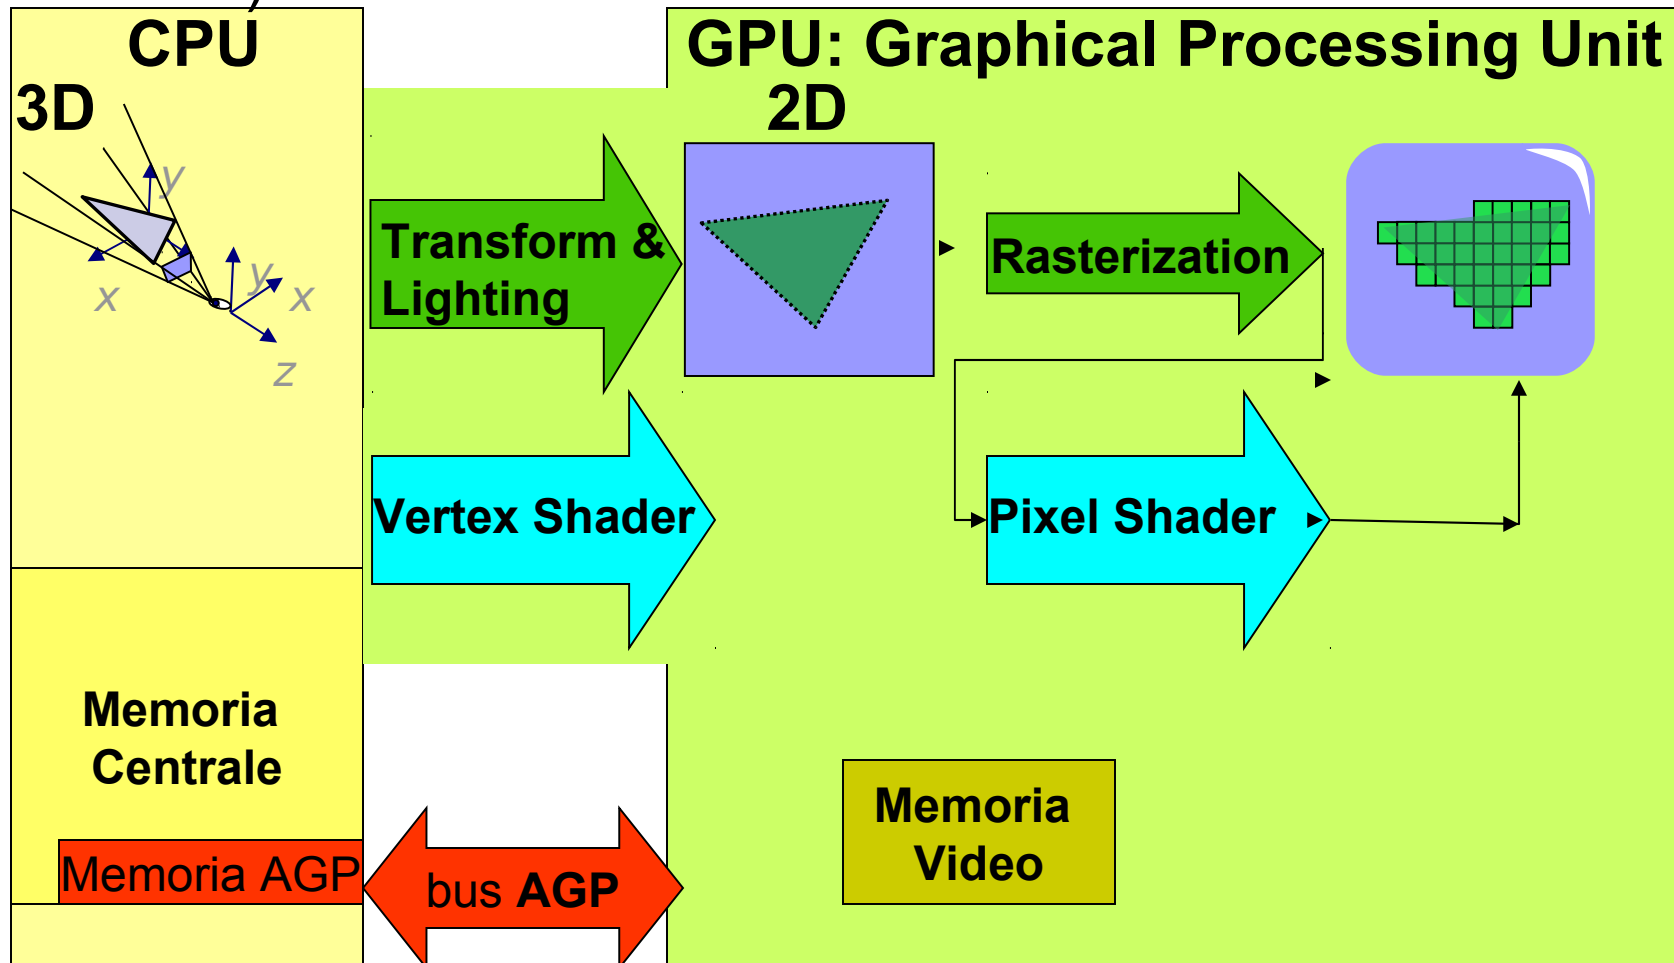 CPU
GPU: Graphical Processing Unit
3D
2D
y
x
y
x
z
Transform &
Lighting
Rasterization
Vertex Shader
Pixel Shader
Memoria
Centrale
Memoria AGP
bus AGP
Memoria
Video